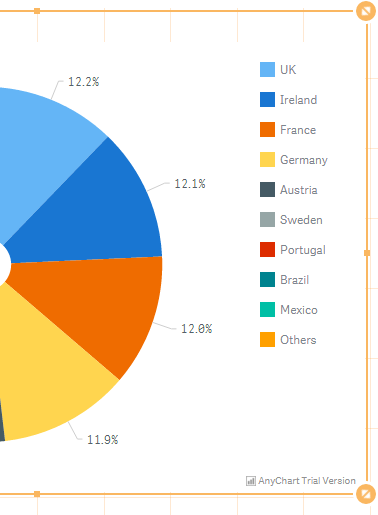 12.2%
12.1%
12.0%
11.9%
UK
Ireland
France
Germany
Austria
Sweden
Portugal
Brazil
Mexico
Others
AnyChart Trial Version